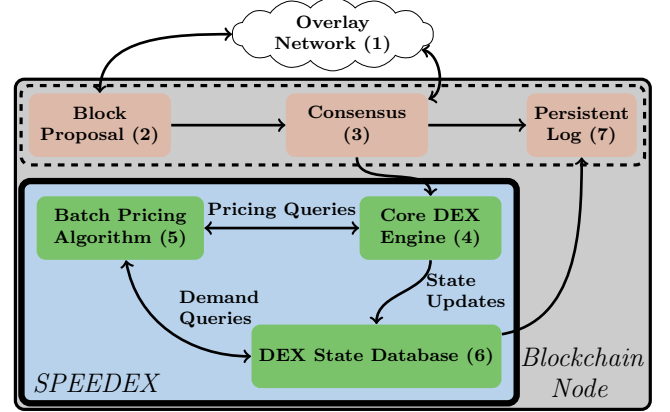 Overlay
Network (1)
Block
Proposal (2)
Consensus
(3)
Persistent
Log (7)
Batch Pricing
Algorithm (5)
Pricing Queries
Core DEX
Engine (4)
Demand
Queries
State
Updates
DEX State Database (6)
SPEEDEX
Blockchain
Node